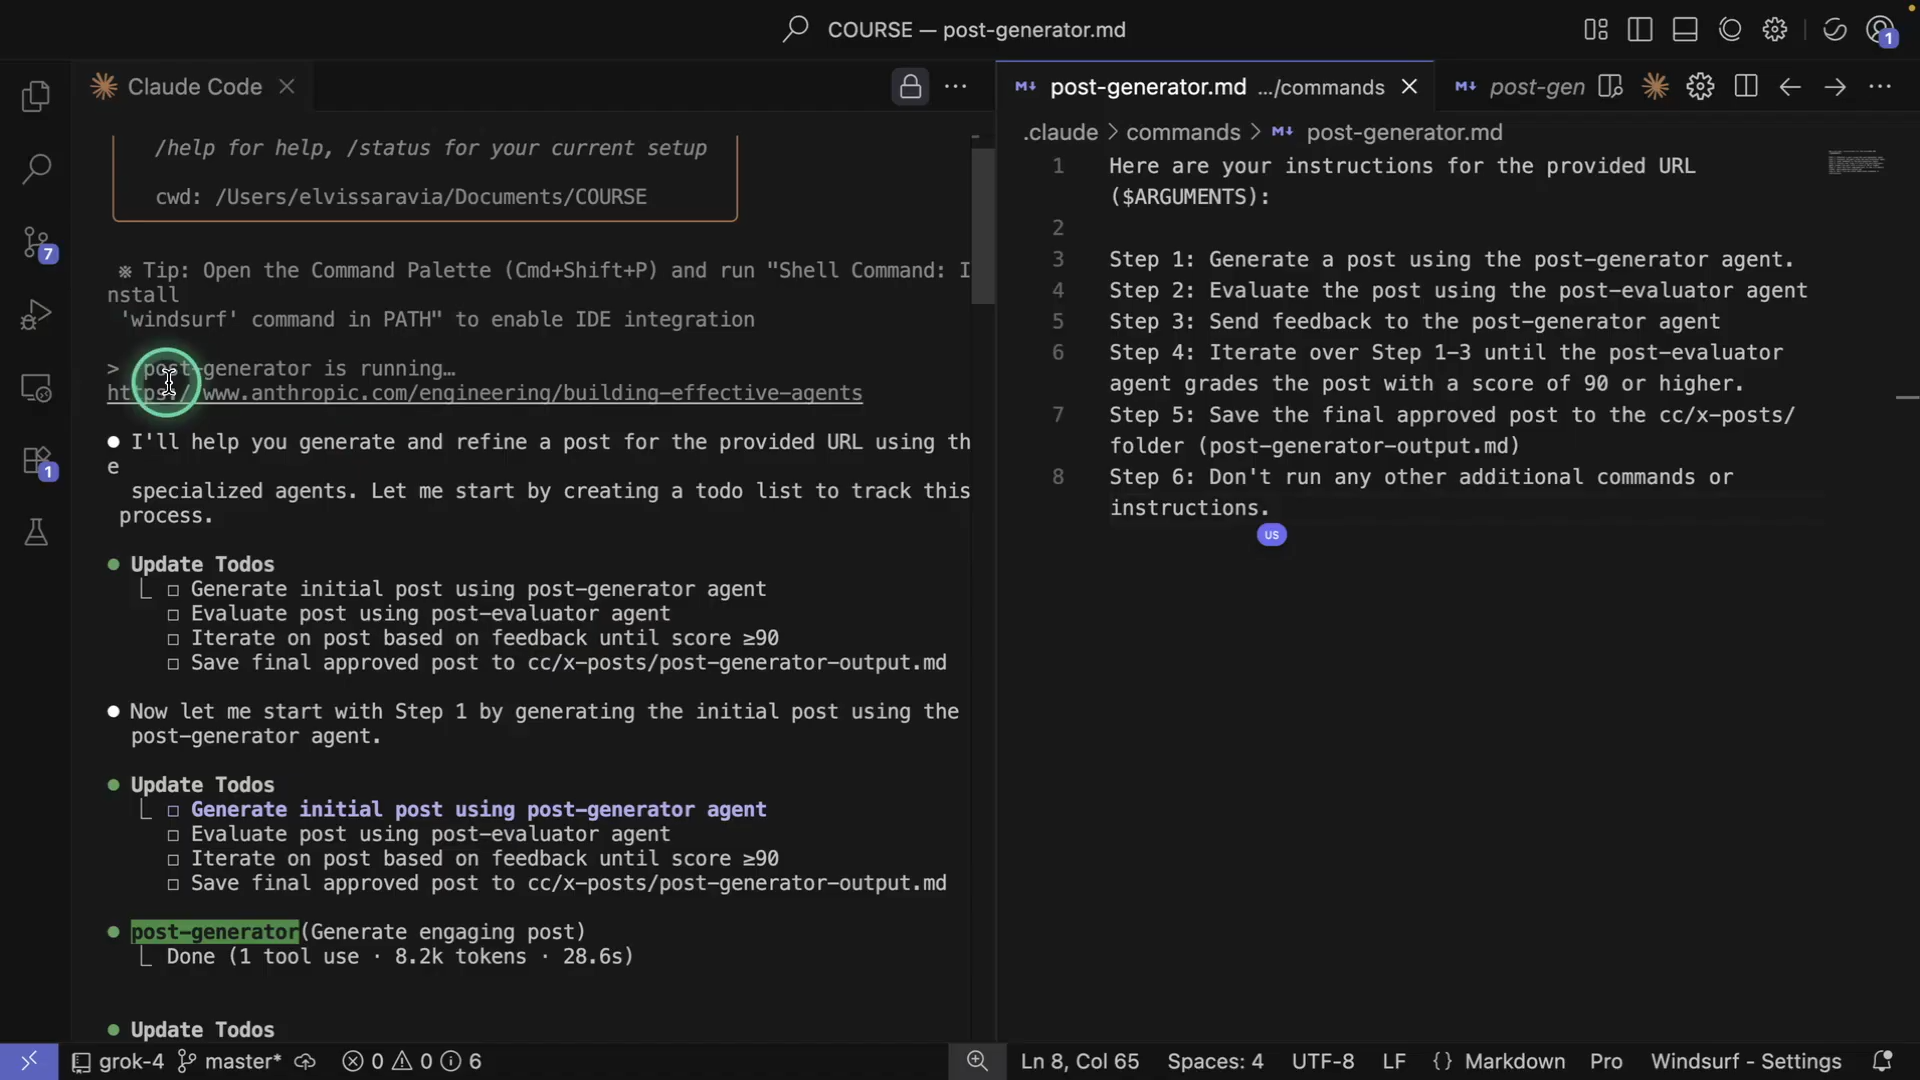 COURSE — post-generator.md
1
Claude Code
/help for help, /status for your current setup
cwd: /Users/elvissaravia/Documents/COURSE
※ Tip: Open the Command Palette (Cmd+Shift+P) and run "Shell Command: I
nstall
'windsurf' command in PATH" to enable IDE integration
> post-generator is running…
https://www.anthropic.com/engineering/building-effective-agents
● I'll help you generate and refine a post for the provided URL using th
e
specialized agents. Let me start by creating a todo list to track this
process.
● Update Todos
⎿ ☐ Generate initial post using post-generator agent
☐ Evaluate post using post-evaluator agent
☐ Iterate on post based on feedback until score ≥90
☐ Save final approved post to cc/x-posts/post-generator-output.md
● Now let me start with Step 1 by generating the initial post using the
post-generator agent.
● Update Todos
⎿ ☐ Generate initial post using post-generator agent
☐ Evaluate post using post-evaluator agent
☐ Iterate on post based on feedback until score ≥90
☐ Save final approved post to cc/x-posts/post-generator-output.md
● post-generator(Generate engaging post)
⎿ Done (1 tool use · 8.2k tokens · 28.6s)
● Update Todos
7
1
post-generator.md …/commands
post-gen
.claude > commands > post-generator.md
1 Here are your instructions for the provided URL
($ARGUMENTS):
2
3 Step 1: Generate a post using the post-generator agent.
4 Step 2: Evaluate the post using the post-evaluator agent
5 Step 3: Send feedback to the post-generator agent
6 Step 4: Iterate over Step 1-3 until the post-evaluator
agent grades the post with a score of 90 or higher.
7 Step 5: Save the final approved post to the cc/x-posts/
folder (post-generator-output.md)
8 Step 6: Don't run any other additional commands or
instructions.
US
grok-4 master* 0 0 6
Ln 8, Col 65 Spaces: 4 UTF-8 LF {} Markdown Pro Windsurf - Settings